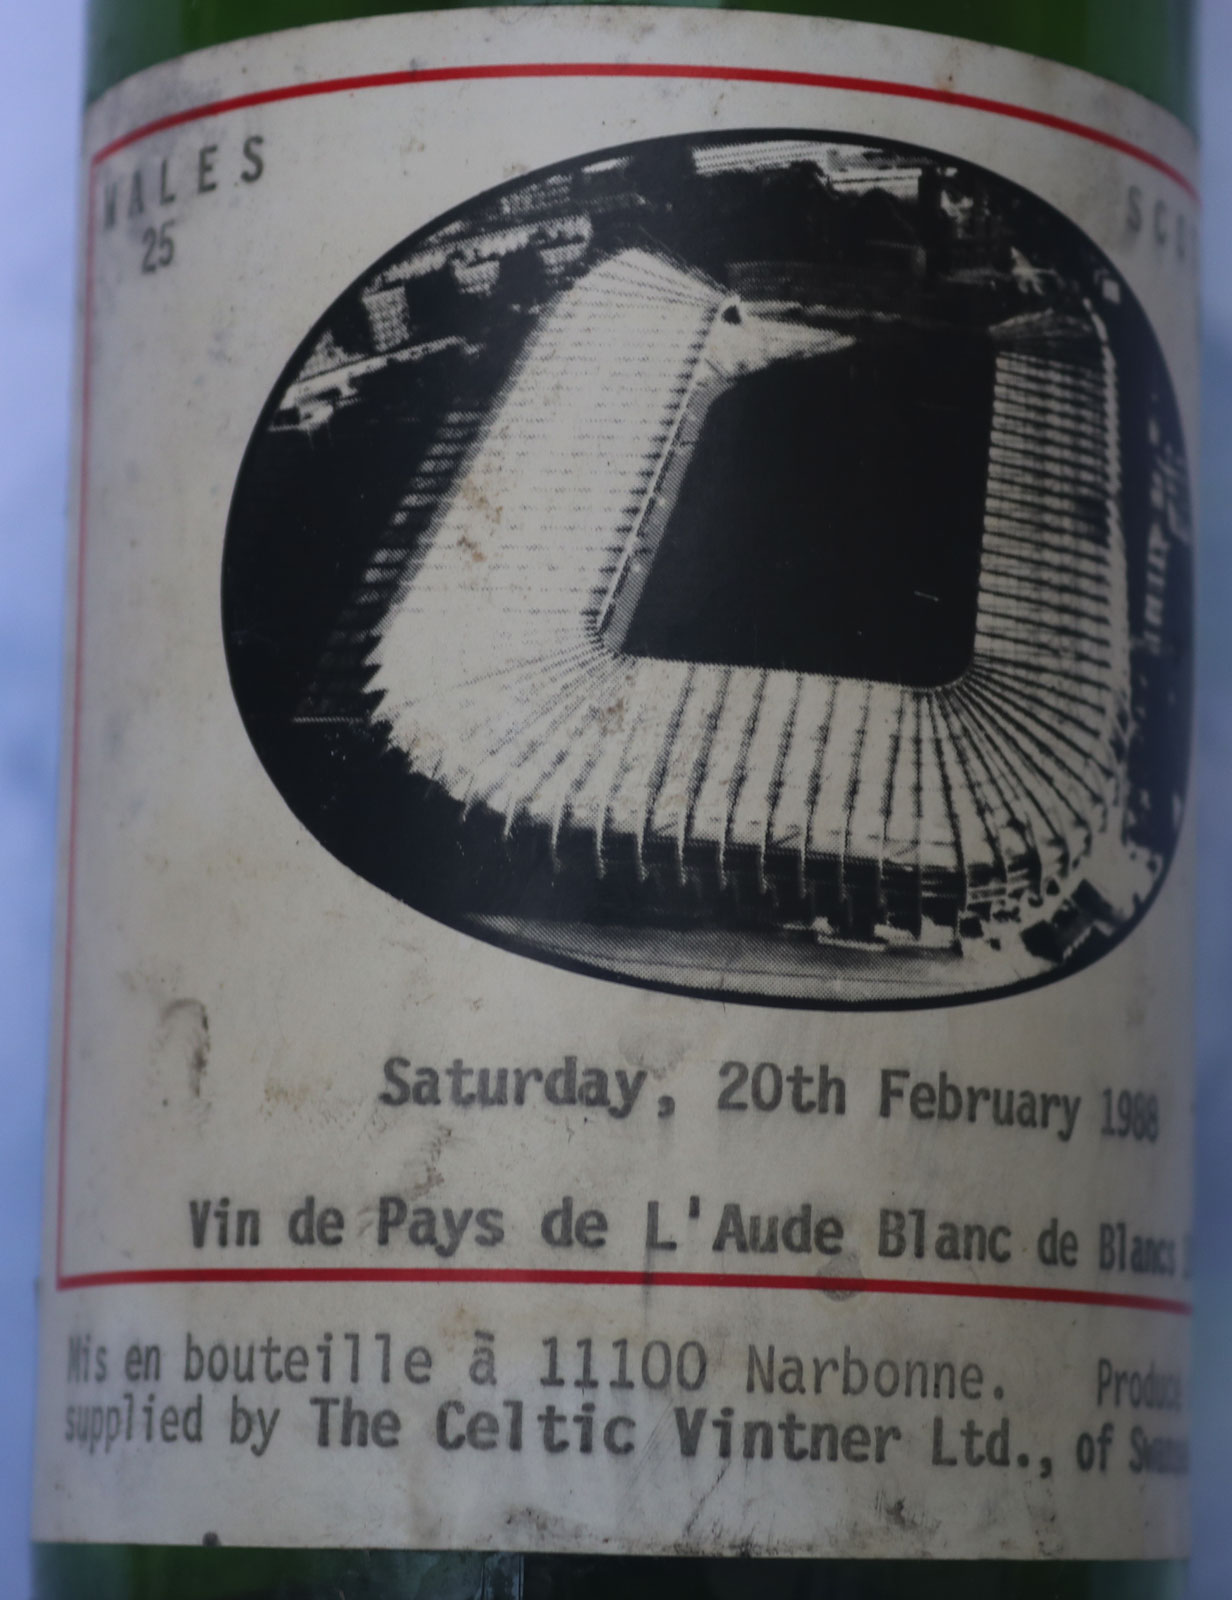 WALES
25
Saturday, 20th February 1988
Vin de Pays de L'Aude Blanc de Blancs
Mis en bouteille à 11100 Narbonne. Produce
supplied by The Celtic Vintner Ltd., of